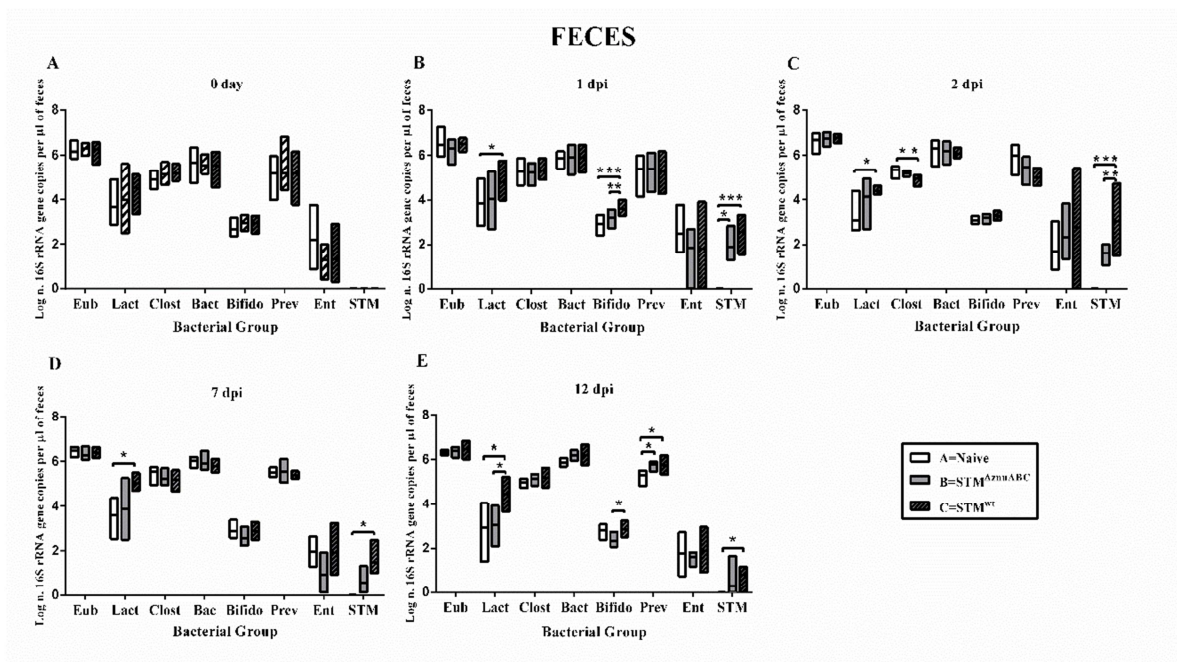 FECES
A
0 day
Log n. 16S rRNA gene copies per µl of feces
8
6
4
2
0
Eub Lact Clost Bact Bifido Prev Ent STM
Bacterial Group
B
1 dpi
Log n. 16S rRNA gene copies per µl of feces
8
6
4
2
0
*
***
**
***
*
Eub Lact Clost Bact Bifido Prev Ent STM
Bacterial Group
C
2 dpi
Log n. 16S rRNA gene copies per µl of feces
8
6
4
2
0
*
**
***
**
Eub Lact Clost Bact Bifido Prev Ent STM
Bacterial Group
D
7 dpi
Log n. 16S rRNA gene copies per µl of feces
8
6
4
2
0
*
*
Eub Lact Clost Bac Bifido Prev Ent STM
Bacterial Group
E
12 dpi
Log n. 16S rRNA gene copies per µl of feces
8
6
4
2
0
*
*
*
*
*
*
Eub Lact Clost Bact Bifido Prev Ent STM
Bacterial Group
A=Naive
B=STMΔznuABC
C=STMwt